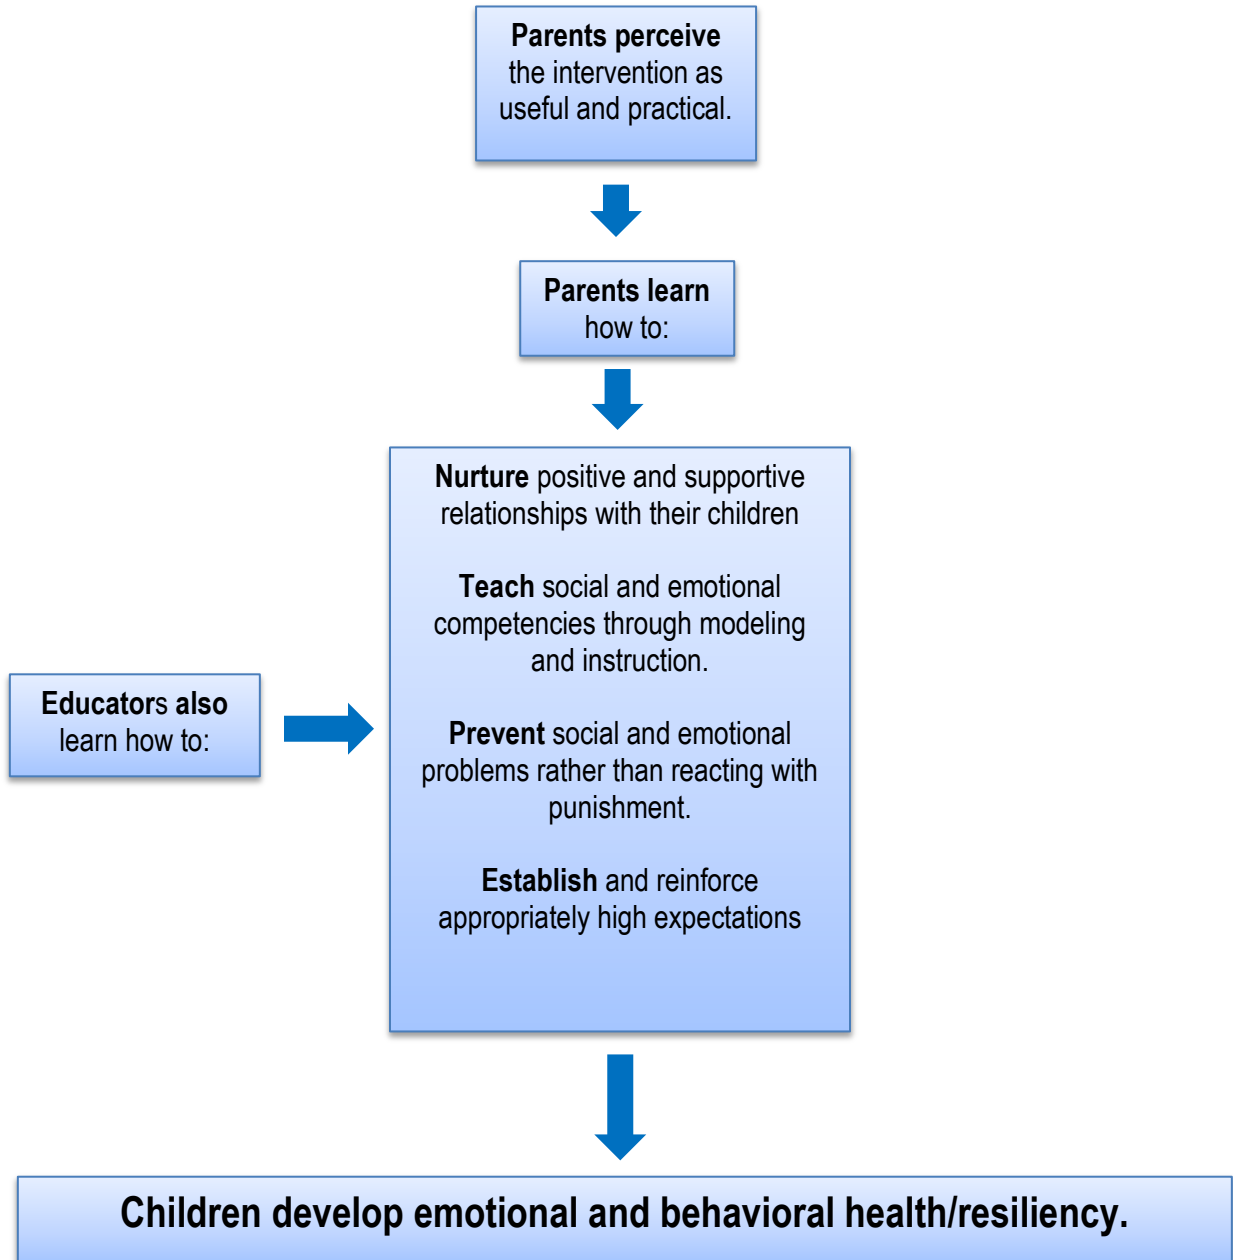 Parents perceive
the intervention as
useful and practical.
Parents learn
how to:
Nurture positive and supportive
relationships with their children
Teach social and emotional
competencies through modeling
and instruction.
Educators also
learn how to:
Prevent social and emotional
problems rather than reacting with
punishment.
Establish and reinforce
appropriately high expectations
Children develop emotional and behavioral health/resiliency.